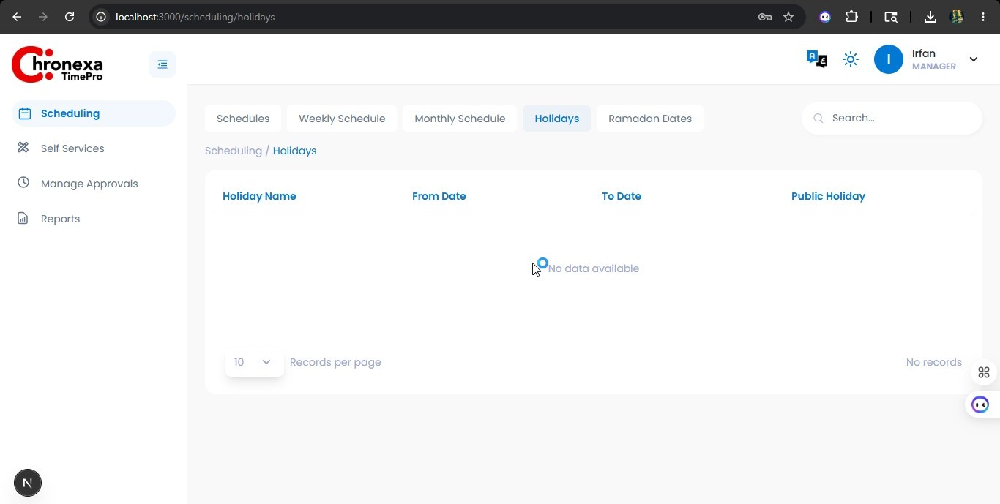 localhost:3000/scheduling/holidays
Chronexa
TimePro
A ع
I
Irfan
MANAGER
Scheduling
Self Services
Manage Approvals
Reports
Schedules
Weekly Schedule
Monthly Schedule
Holidays
Ramadan Dates
Search...
Scheduling / Holidays
Holiday Name From Date To Date Public Holiday
No data available
10 Records per page No records
N